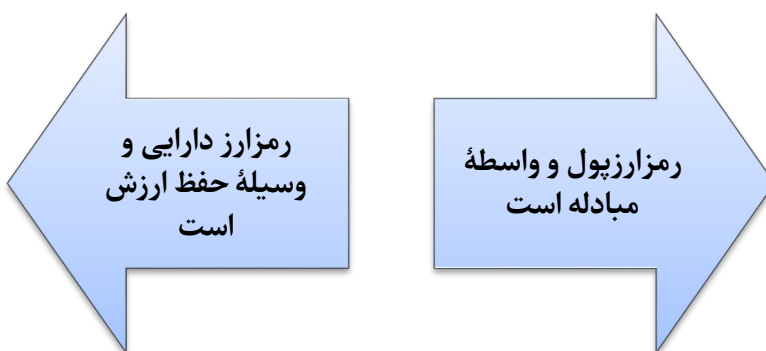 رمزارزپول و واسطهٔ
مبادله است
رمزارز دارایی و
وسیلهٔ حفظ ارزش
است